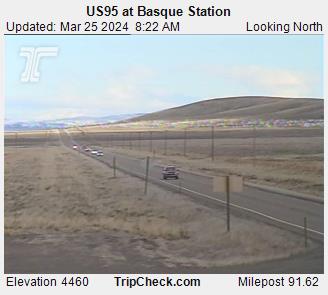 US95 at Basque Station
Updated: Mar 25 2024 8:22 AM Looking North
Elevation 4460 TripCheck.com Milepost 91.62